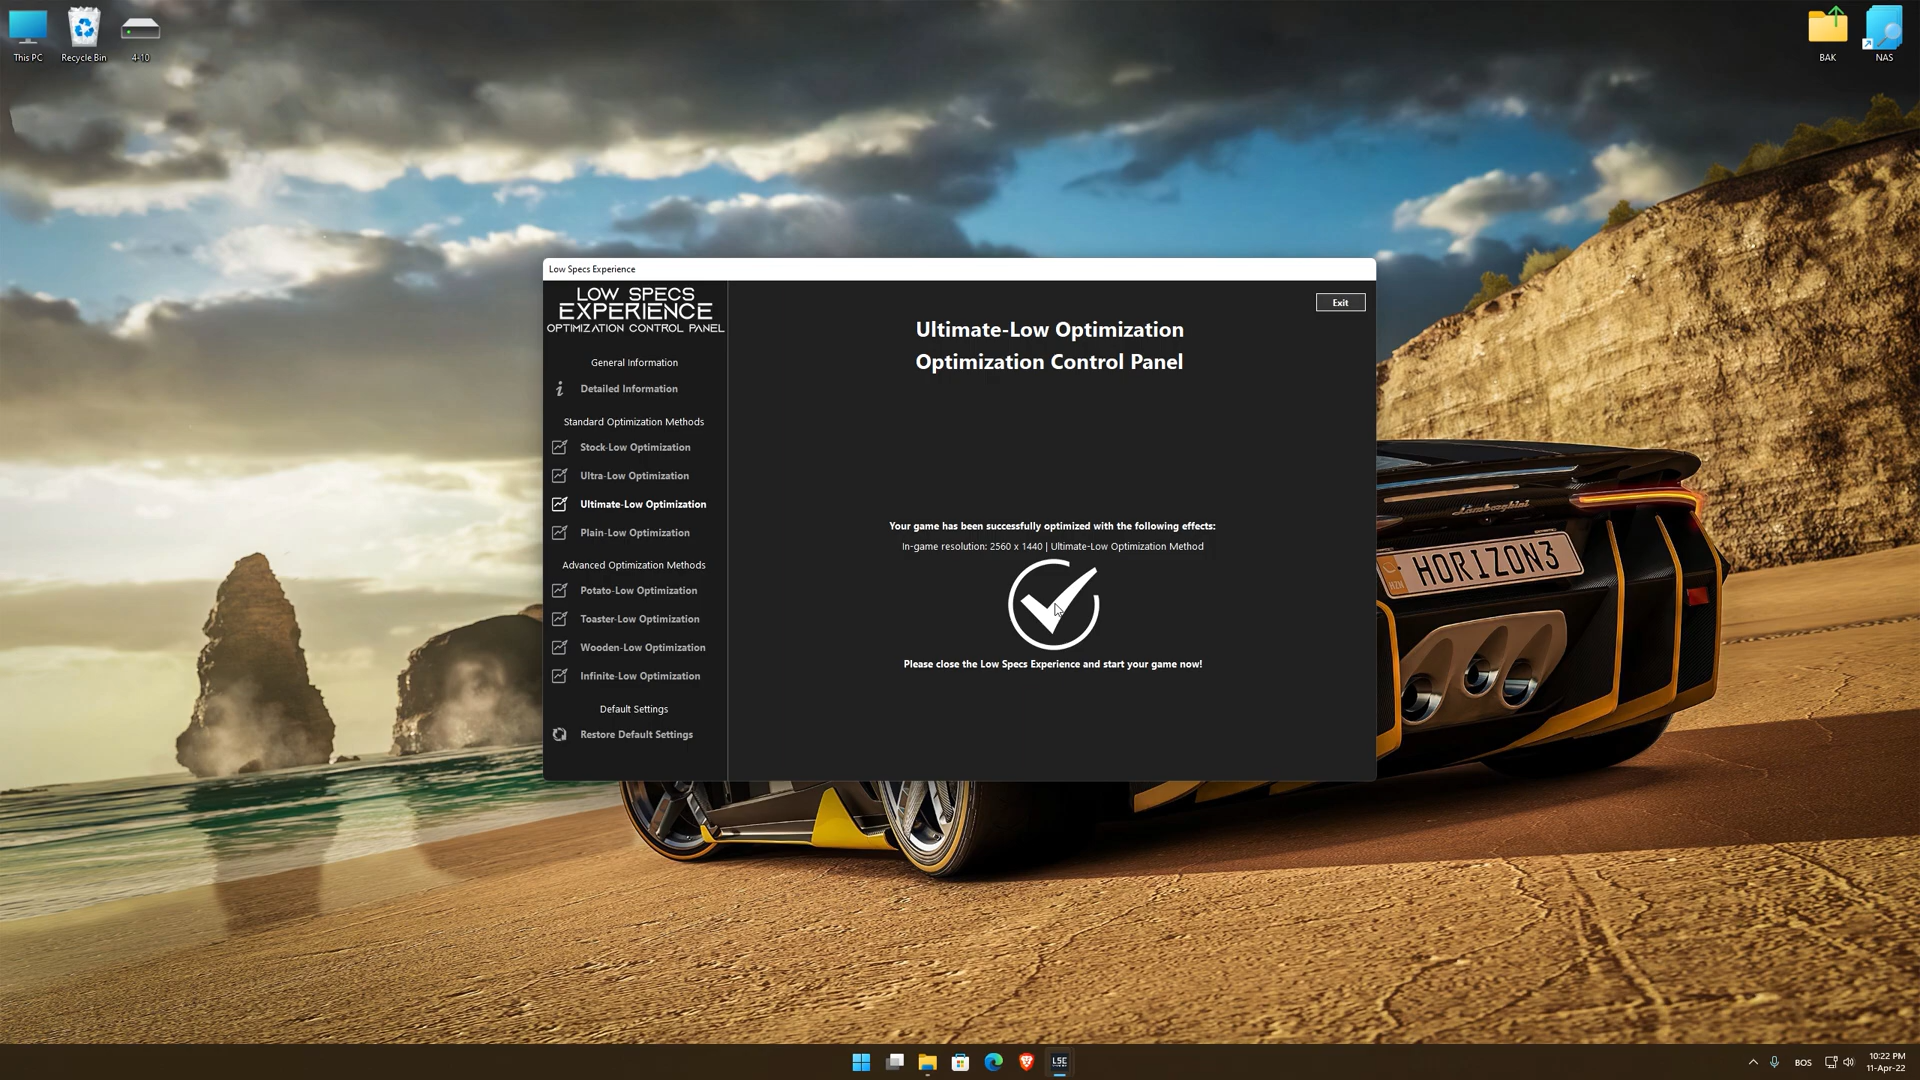 This PC
Recycle Bin
4-10
BAK
NAS
Low Specs Experience
LOW SPECS
EXPERIENCE
OPTIMIZATION CONTROL PANEL
General Information
Detailed Information
Standard Optimization Methods
Stock-Low Optimization
Ultra-Low Optimization
Ultimate-Low Optimization
Plain-Low Optimization
Advanced Optimization Methods
Potato-Low Optimization
Toaster-Low Optimization
Wooden-Low Optimization
Infinite-Low Optimization
Default Settings
Restore Default Settings
Exit
Ultimate-Low Optimization
Optimization Control Panel
Your game has been successfully optimized with the following effects:
In-game resolution: 2560 x 1440 | Ultimate-Low Optimization Method
Please close the Low Specs Experience and start your game now!
Lamborghini
HORIZON3
LSE
BOS
10:22 PM
11-Apr-22